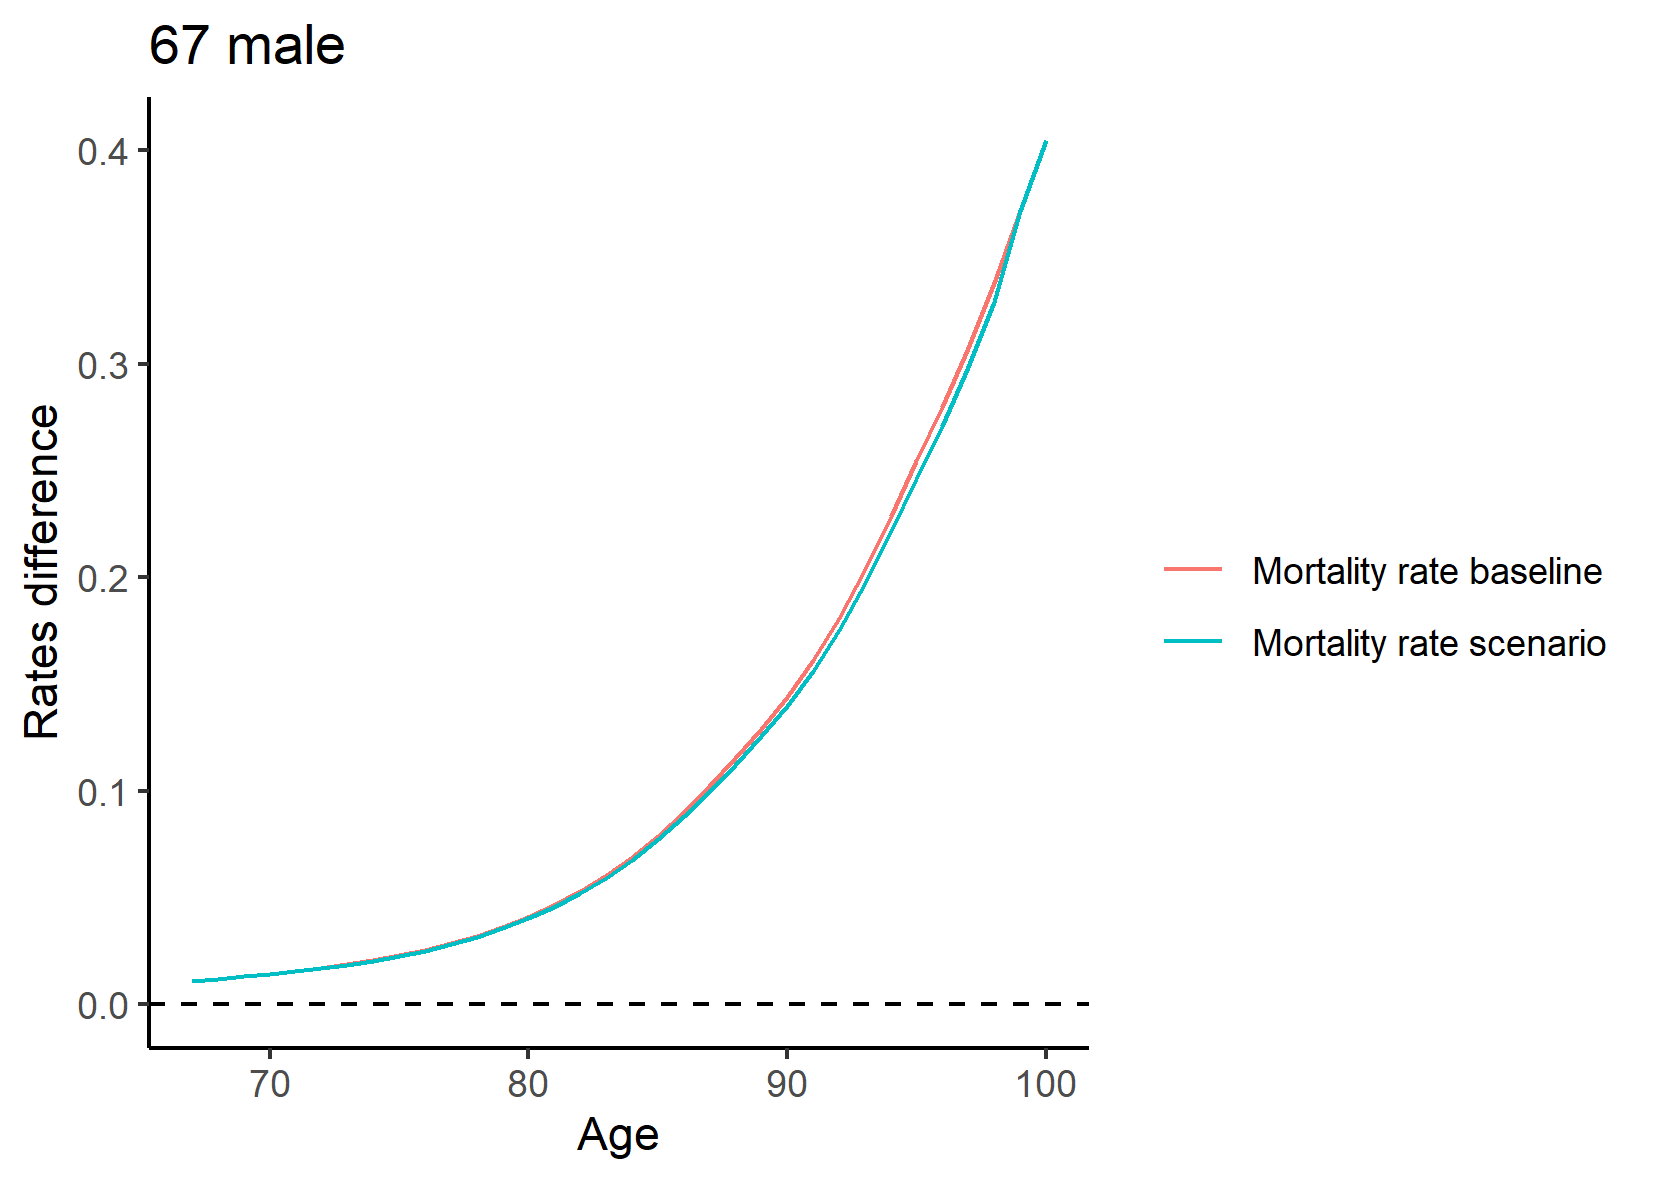 67 male
Rates difference
0.4
0.3
0.2
0.1
0.0
70 80 90 100
Age
Mortality rate baseline
Mortality rate scenario